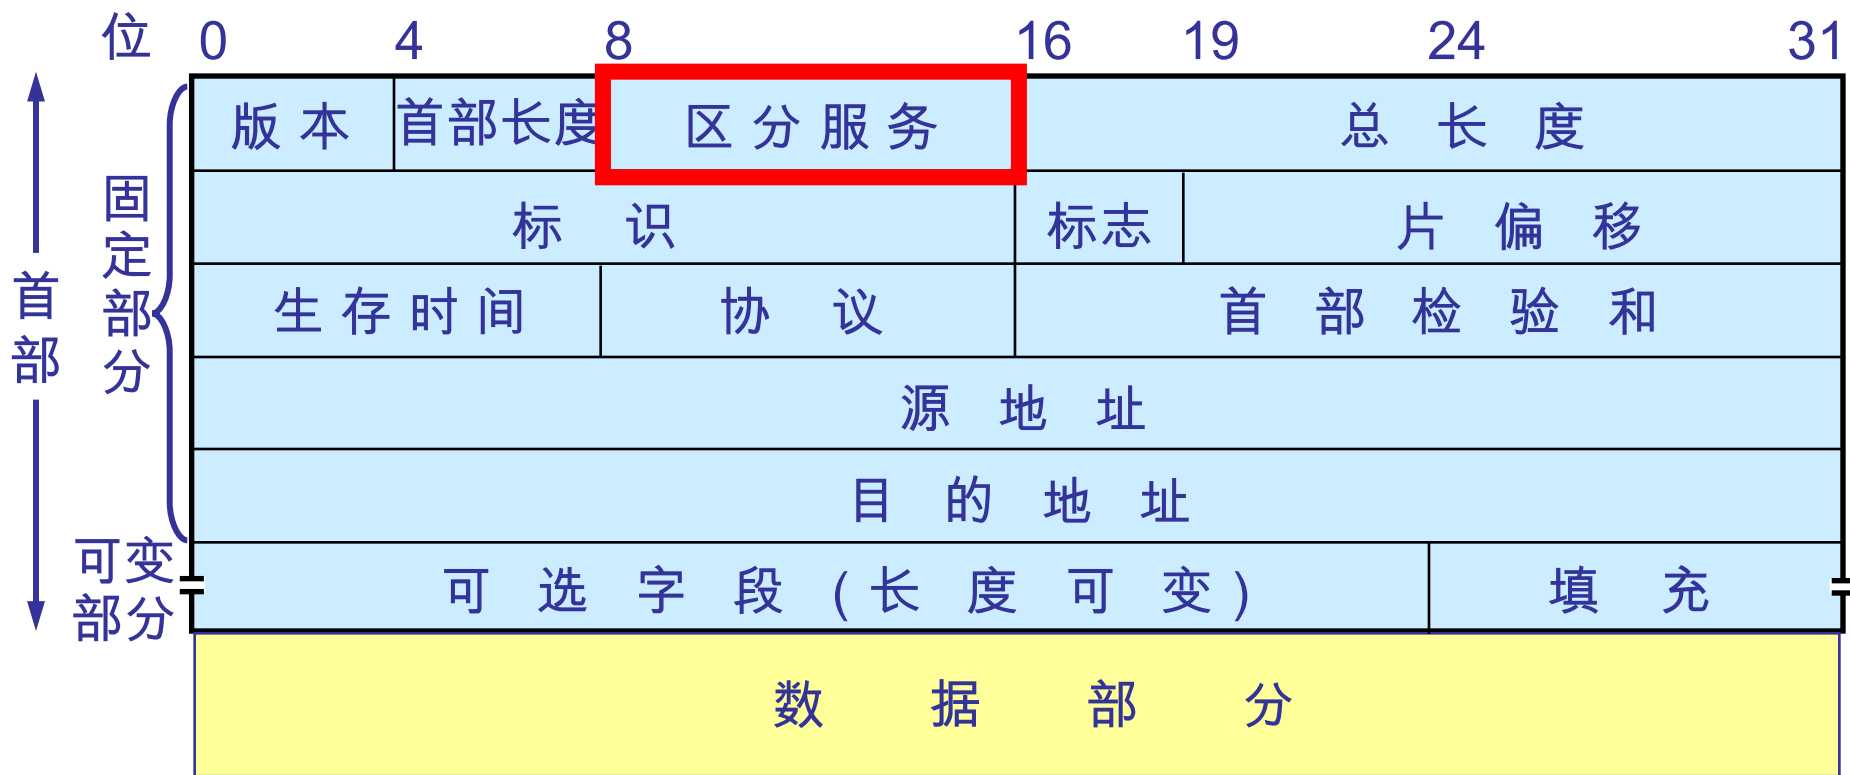 位 0 4 8 16 19 24 31
版 本 首部长度 区 分 服 务 总 长 度
标 识 标志 片 偏 移
生 存 时 间 协 议 首 部 检 验 和
源 地 址
目 的 地 址
可 选 字 段 ( 长 度 可 变 ) 填 充
数 据 部 分
首部
固定部分
可变
部分